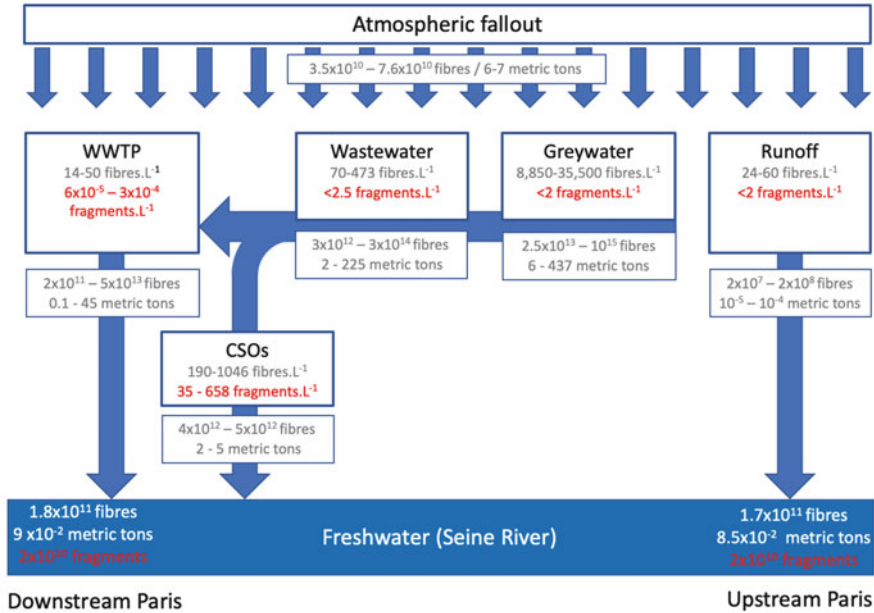 Atmospheric fallout
3.5x10¹⁰ – 7.6x10¹⁰ fibres / 6-7 metric tons
WWTP
14-50 fibres.L⁻¹
6x10⁻⁵ – 3x10⁻⁴
fragments.L⁻¹
Wastewater
70-473 fibres.L⁻¹
<2.5 fragments.L⁻¹
Greywater
8,850-35,500 fibres.L⁻¹
<2 fragments.L⁻¹
Runoff
24-60 fibres.L⁻¹
<2 fragments.L⁻¹
2x10¹¹ – 5x10¹³ fibres
0.1 - 45 metric tons
3x10¹² – 3x10¹⁴ fibres
2 - 225 metric tons
2.5x10¹³ – 10¹⁵ fibres
6 - 437 metric tons
2x10⁷ – 2x10⁸ fibres
10⁻⁵ – 10⁻⁴ metric tons
CSOs
190-1046 fibres.L⁻¹
35 - 658 fragments.L⁻¹
4x10¹² – 5x10¹² fibres
2 - 5 metric tons
1.8x10¹¹ fibres
9 x10⁻² metric tons
2x10¹⁰ fragments
Freshwater (Seine River)
1.7x10¹¹ fibres
8.5x10⁻² metric tons
2x10¹⁰ fragments
Downstream Paris
Upstream Paris